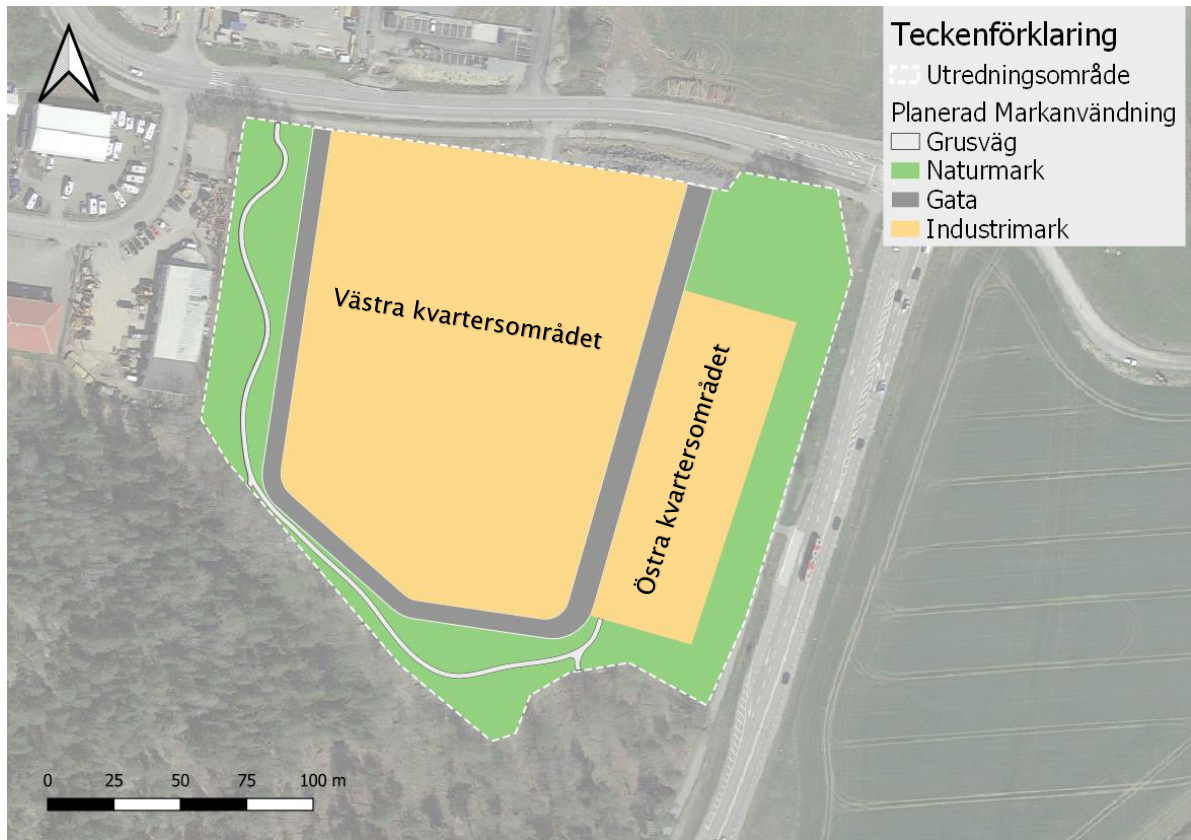 Teckenförklaring
Utredningsområde
Planerad Markanvändning
Grusväg
Naturmark
Gata
Industrimark
Västra kvartersområdet
Östra kvartersområdet
0 25 50 75 100 m